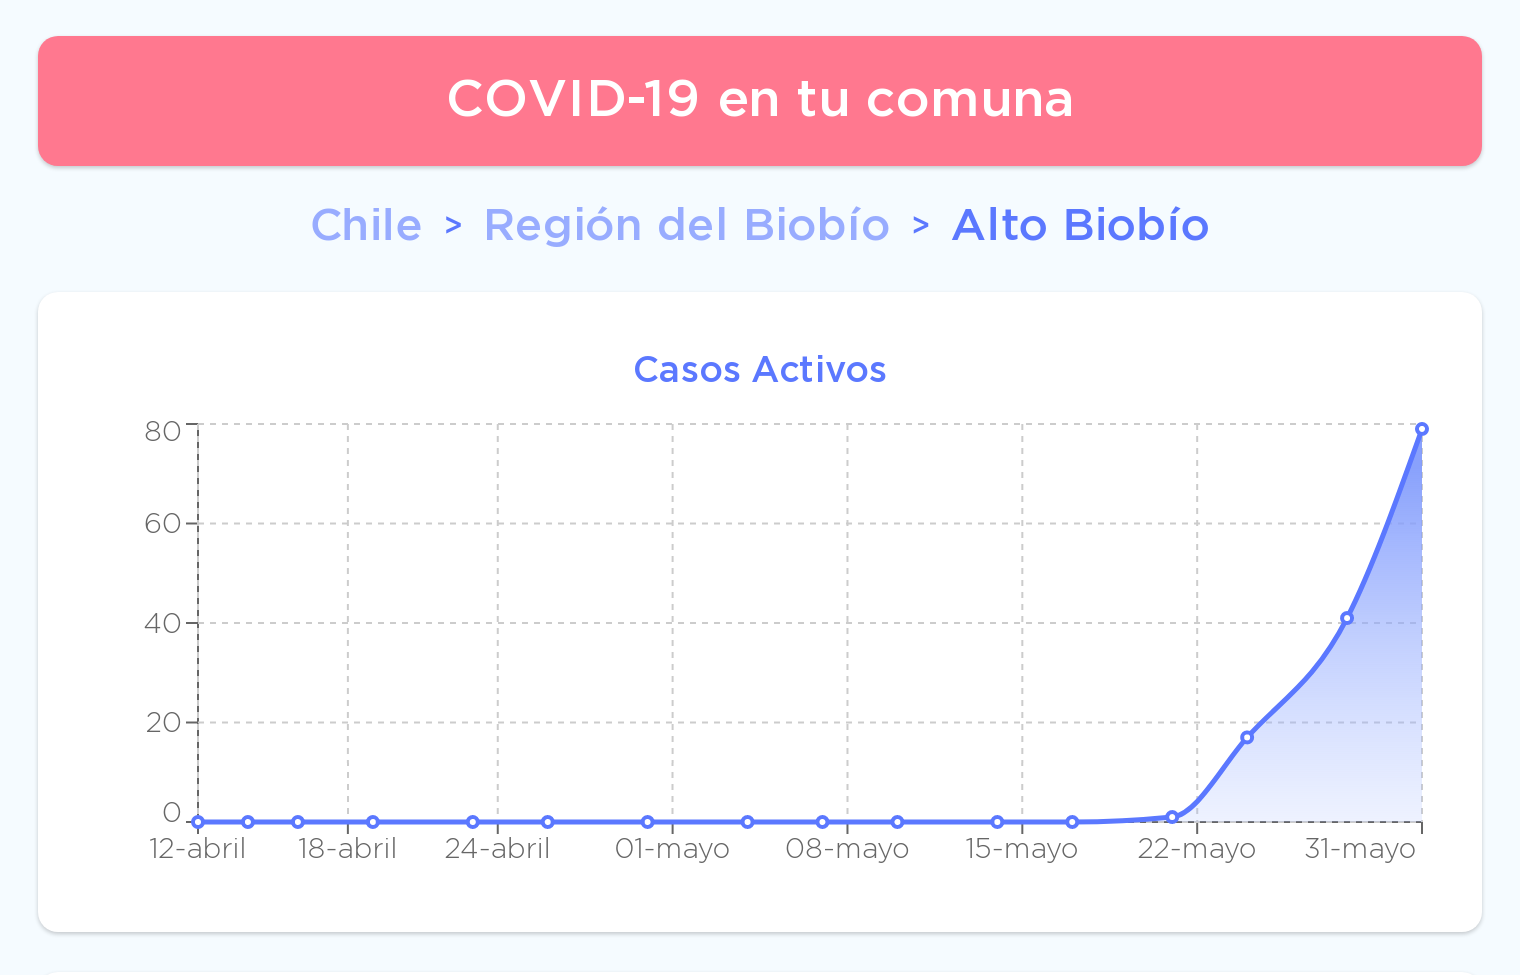 COVID-19 en tu comuna
Chile > Región del Biobío > Alto Biobío
Casos Activos
80
60
40
20
0
12-abril 18-abril 24-abril 01-mayo 08-mayo 15-mayo 22-mayo 31-mayo